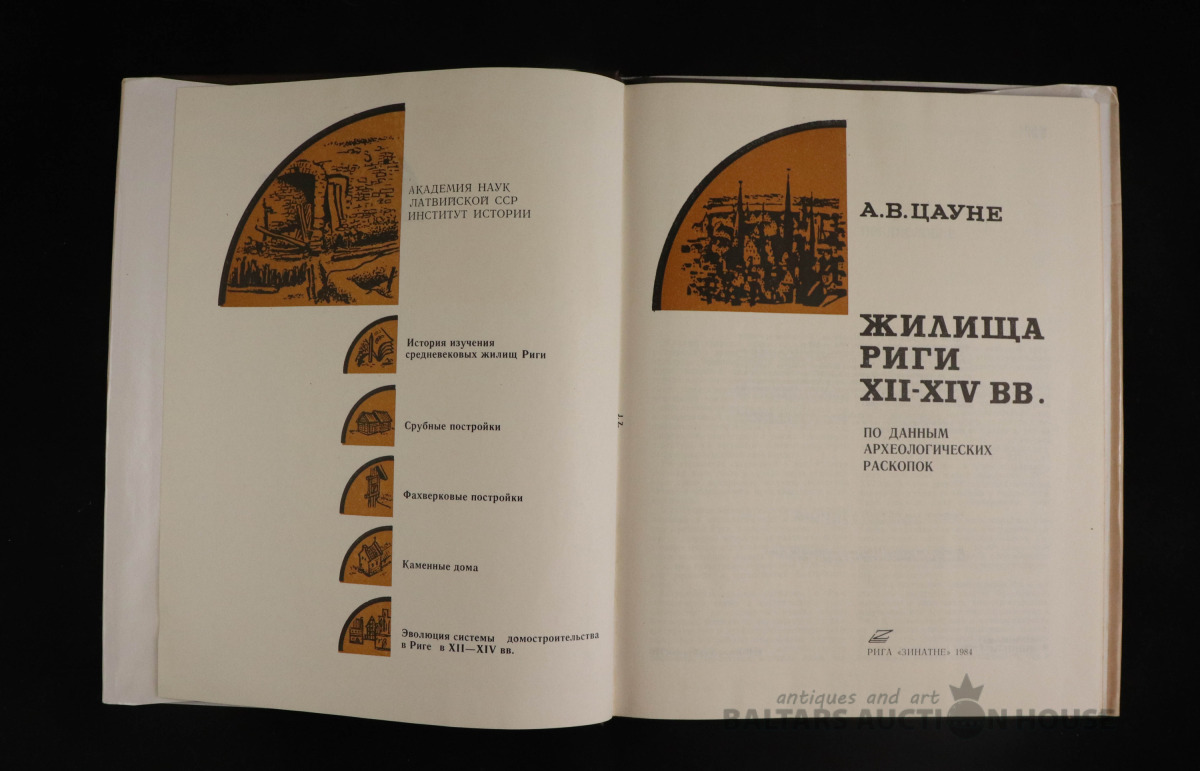 АКАДЕМИЯ НАУК
ЛАТВИЙСКОЙ ССР
ИНСТИТУТ ИСТОРИИ
История изучения
средневековых жилищ Риги
Срубные постройки
Фахверковые постройки
Каменные дома
Эволюция системы домостроительства
в Риге в XII—XIV вв.
J. Z.
А.В.ЦАУНЕ
ЖИЛИЩА
РИГИ
XII-XIV ВВ.
ПО ДАННЫМ
АРХЕОЛОГИЧЕСКИХ
РАСКОПОК
РИГА «ЗИНАТНЕ» 1984
antiques and art
BALTARS AUCTION HOUSE